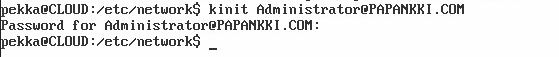 pekka@CLOUD:/etc/network$ kinit Administrator@PAPANKKI.COM
Password for Administrator@PAPANKKI.COM:
pekka@CLOUD:/etc/network$ _